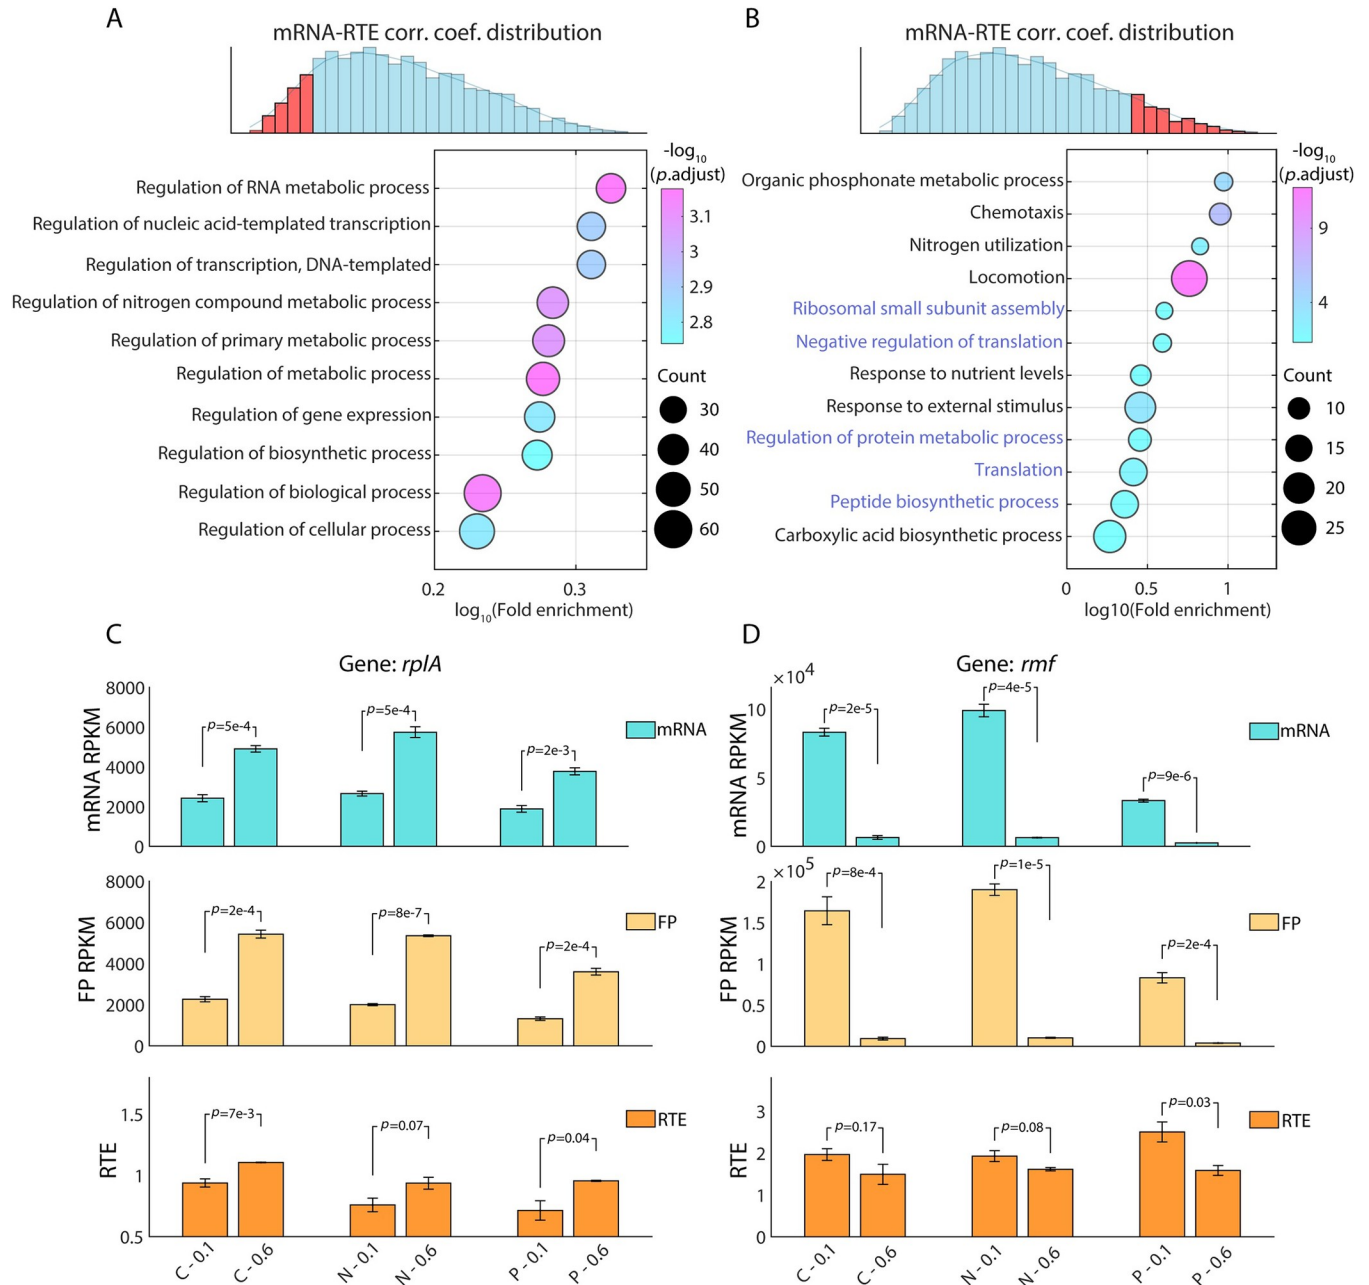 A
mRNA-RTE corr. coef. distribution
Regulation of RNA metabolic process
Regulation of nucleic acid-templated transcription
Regulation of transcription, DNA-templated
Regulation of nitrogen compound metabolic process
Regulation of primary metabolic process
Regulation of metabolic process
Regulation of gene expression
Regulation of biosynthetic process
Regulation of biological process
Regulation of cellular process
0.2 0.3
log10(Fold enrichment)
-log10
(p.adjust)
3.1
3
2.9
2.8
Count
30
40
50
60
B
mRNA-RTE corr. coef. distribution
Organic phosphonate metabolic process
Chemotaxis
Nitrogen utilization
Locomotion
Ribosomal small subunit assembly
Negative regulation of translation
Response to nutrient levels
Response to external stimulus
Regulation of protein metabolic process
Translation
Peptide biosynthetic process
Carboxylic acid biosynthetic process
0 0.5 1
log10(Fold enrichment)
-log10
(p.adjust)
9
4
Count
10
15
20
25
C
Gene: rplA
mRNA RPKM
8000
6000
4000
2000
0
p=5e-4
p=5e-4
p=2e-3
mRNA
FP RPKM
8000
6000
4000
2000
0
p=2e-4
p=8e-7
p=2e-4
FP
RTE
1.5
1
0.5
p=7e-3
p=0.07
p=0.04
RTE
C - 0.1
C - 0.6
N - 0.1
N - 0.6
P - 0.1
P - 0.6
D
Gene: rmf
×10^4
mRNA RPKM
10
5
0
p=2e-5
p=4e-5
p=9e-6
mRNA
×10^5
FP RPKM
2
1.5
1
0.5
0
p=8e-4
p=1e-5
p=2e-4
FP
RTE
3
2
1
0
p=0.17
p=0.08
p=0.03
RTE
C - 0.1
C - 0.6
N - 0.1
N - 0.6
P - 0.1
P - 0.6